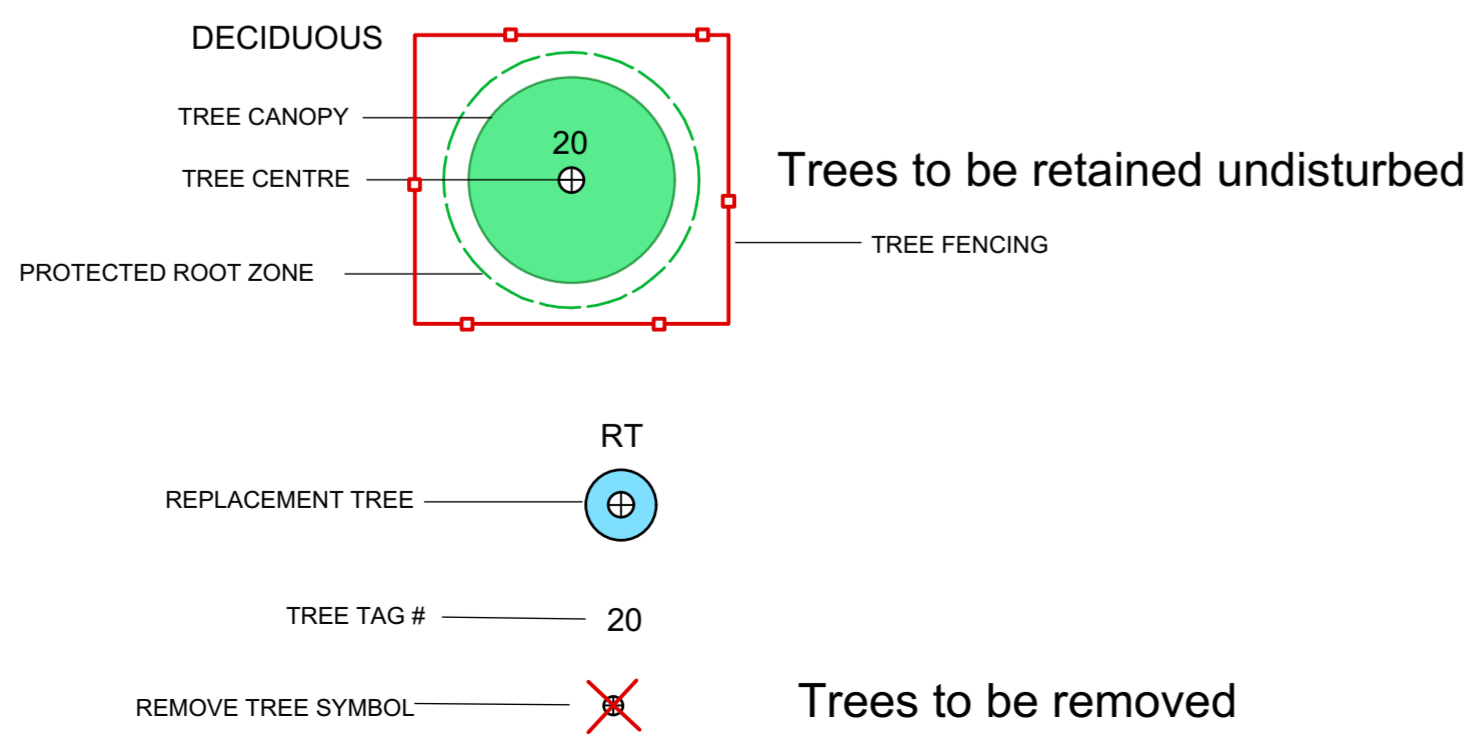 DECIDUOUS
TREE CANOPY
20
TREE CENTRE
Trees to be retained undisturbed
TREE FENCING
PROTECTED ROOT ZONE
RT
REPLACEMENT TREE
TREE TAG #
20
REMOVE TREE SYMBOL
Trees to be removed